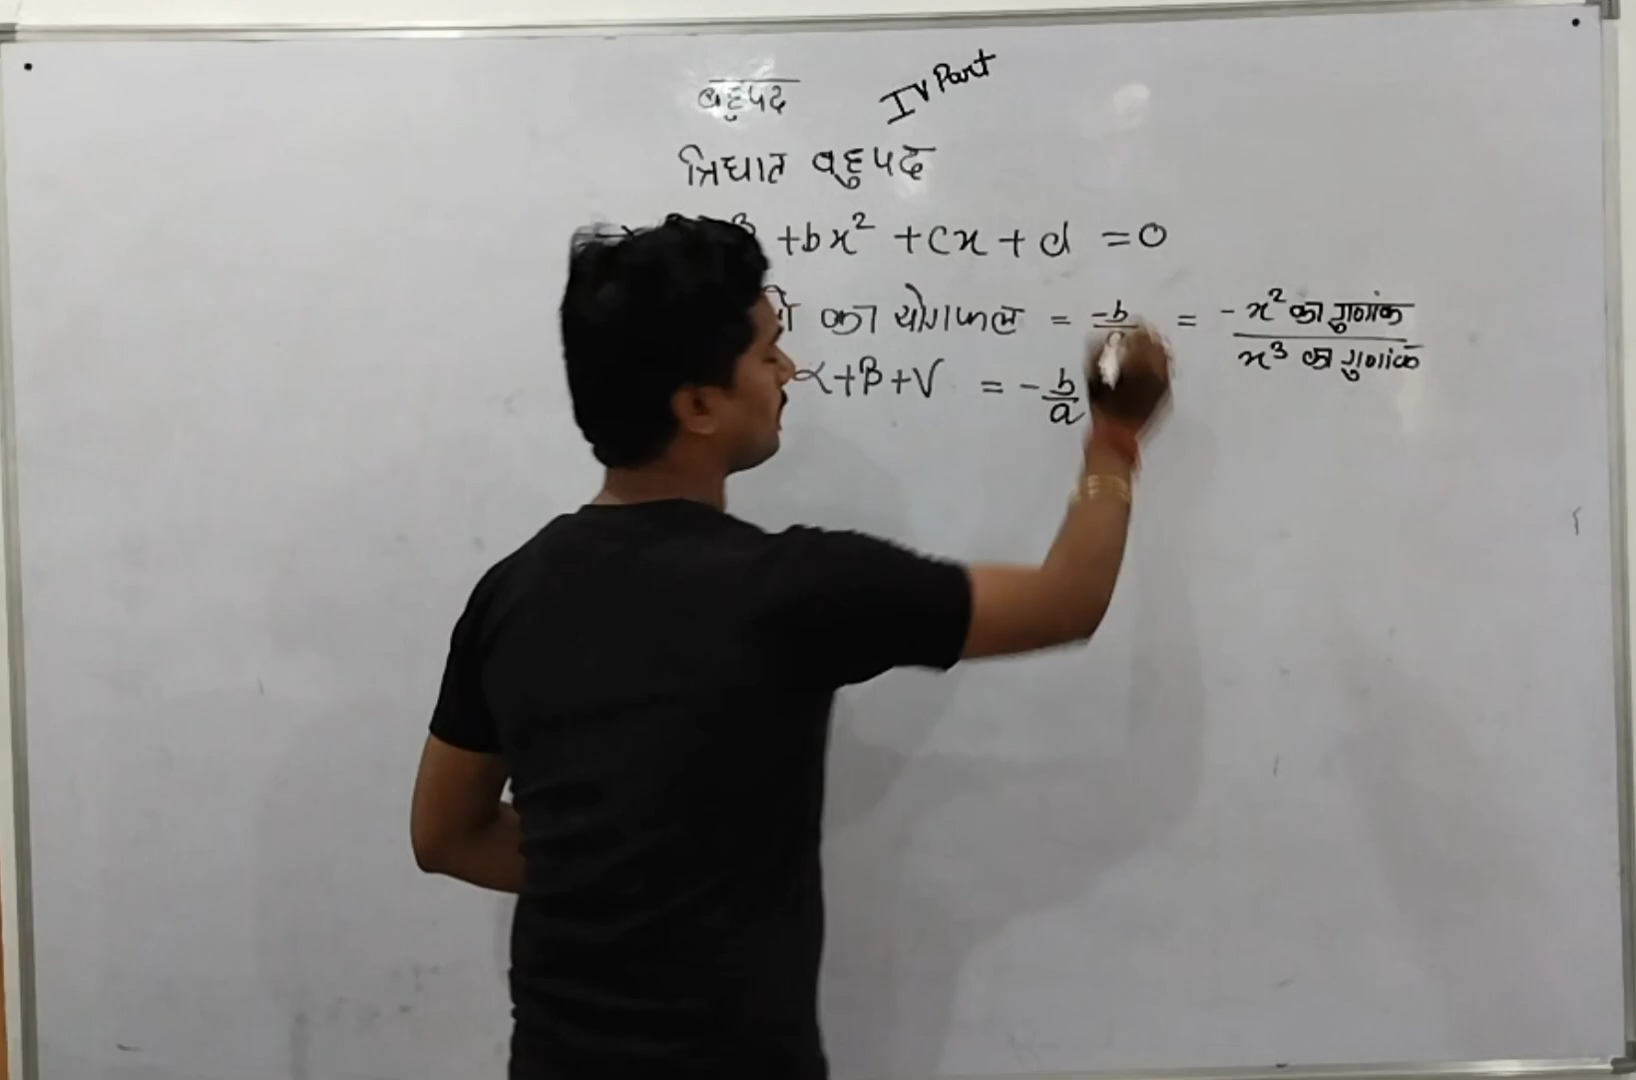 बहुपद IV Part
त्रिघात बहुपद
+bx² +cx + d = 0
का योगफल = -b/a = -x² का गुणांक / x³ का गुणांक
α+β+γ = -b/a